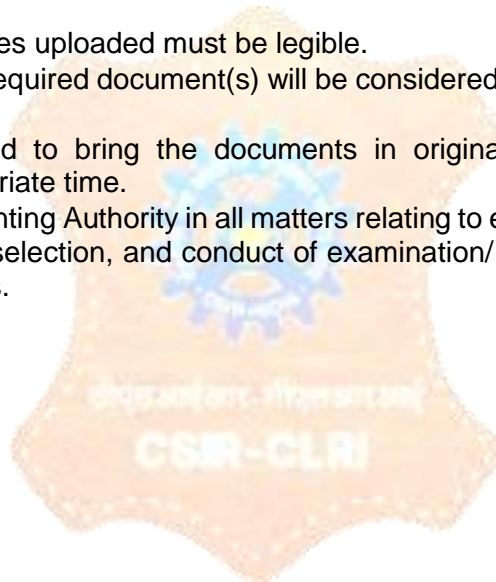 es uploaded must be legible.
equired document(s) will be considered
d to bring the documents in origina
riate time.
nting Authority in all matters relating to e
selection, and conduct of examination/
s.
CSIR-CLRI